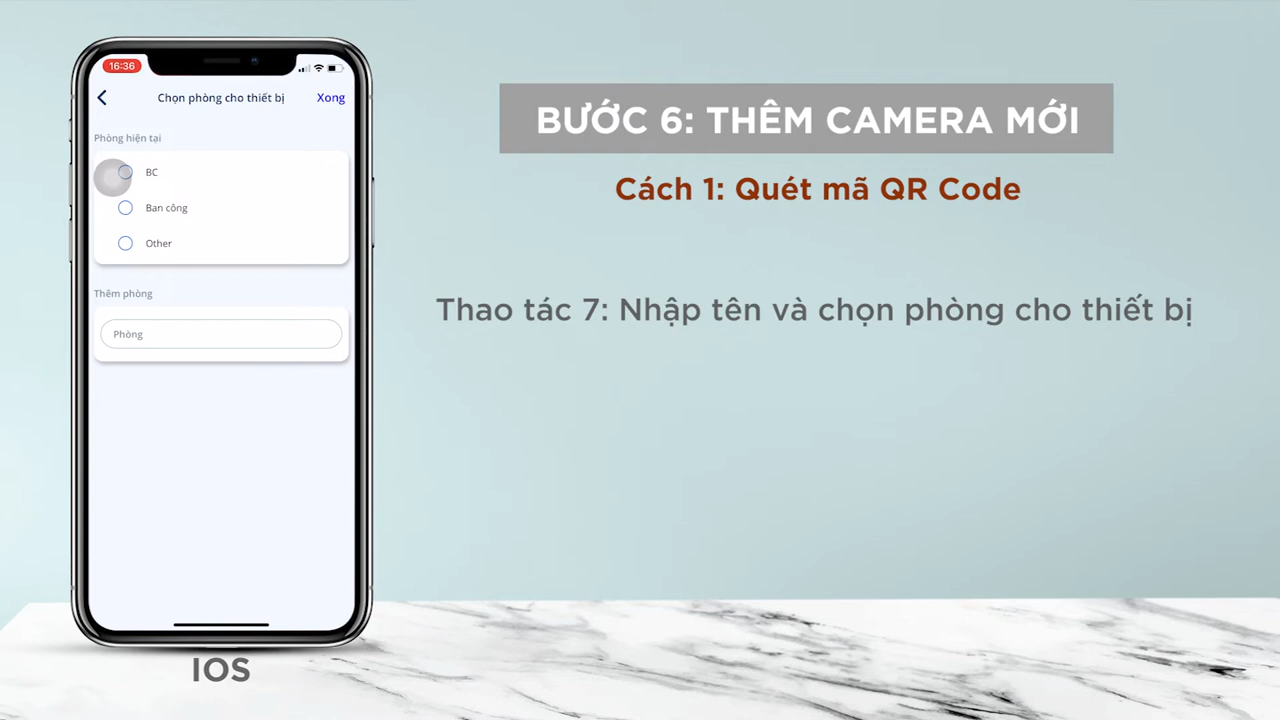 16:36
Chọn phòng cho thiết bị
Xong
Phòng hiện tại
BC
Ban công
Other
Thêm phòng
Phòng
IOS
BƯỚC 6: THÊM CAMERA MỚI
Cách 1: Quét mã QR Code
Thao tác 7: Nhập tên và chọn phòng cho thiết bị